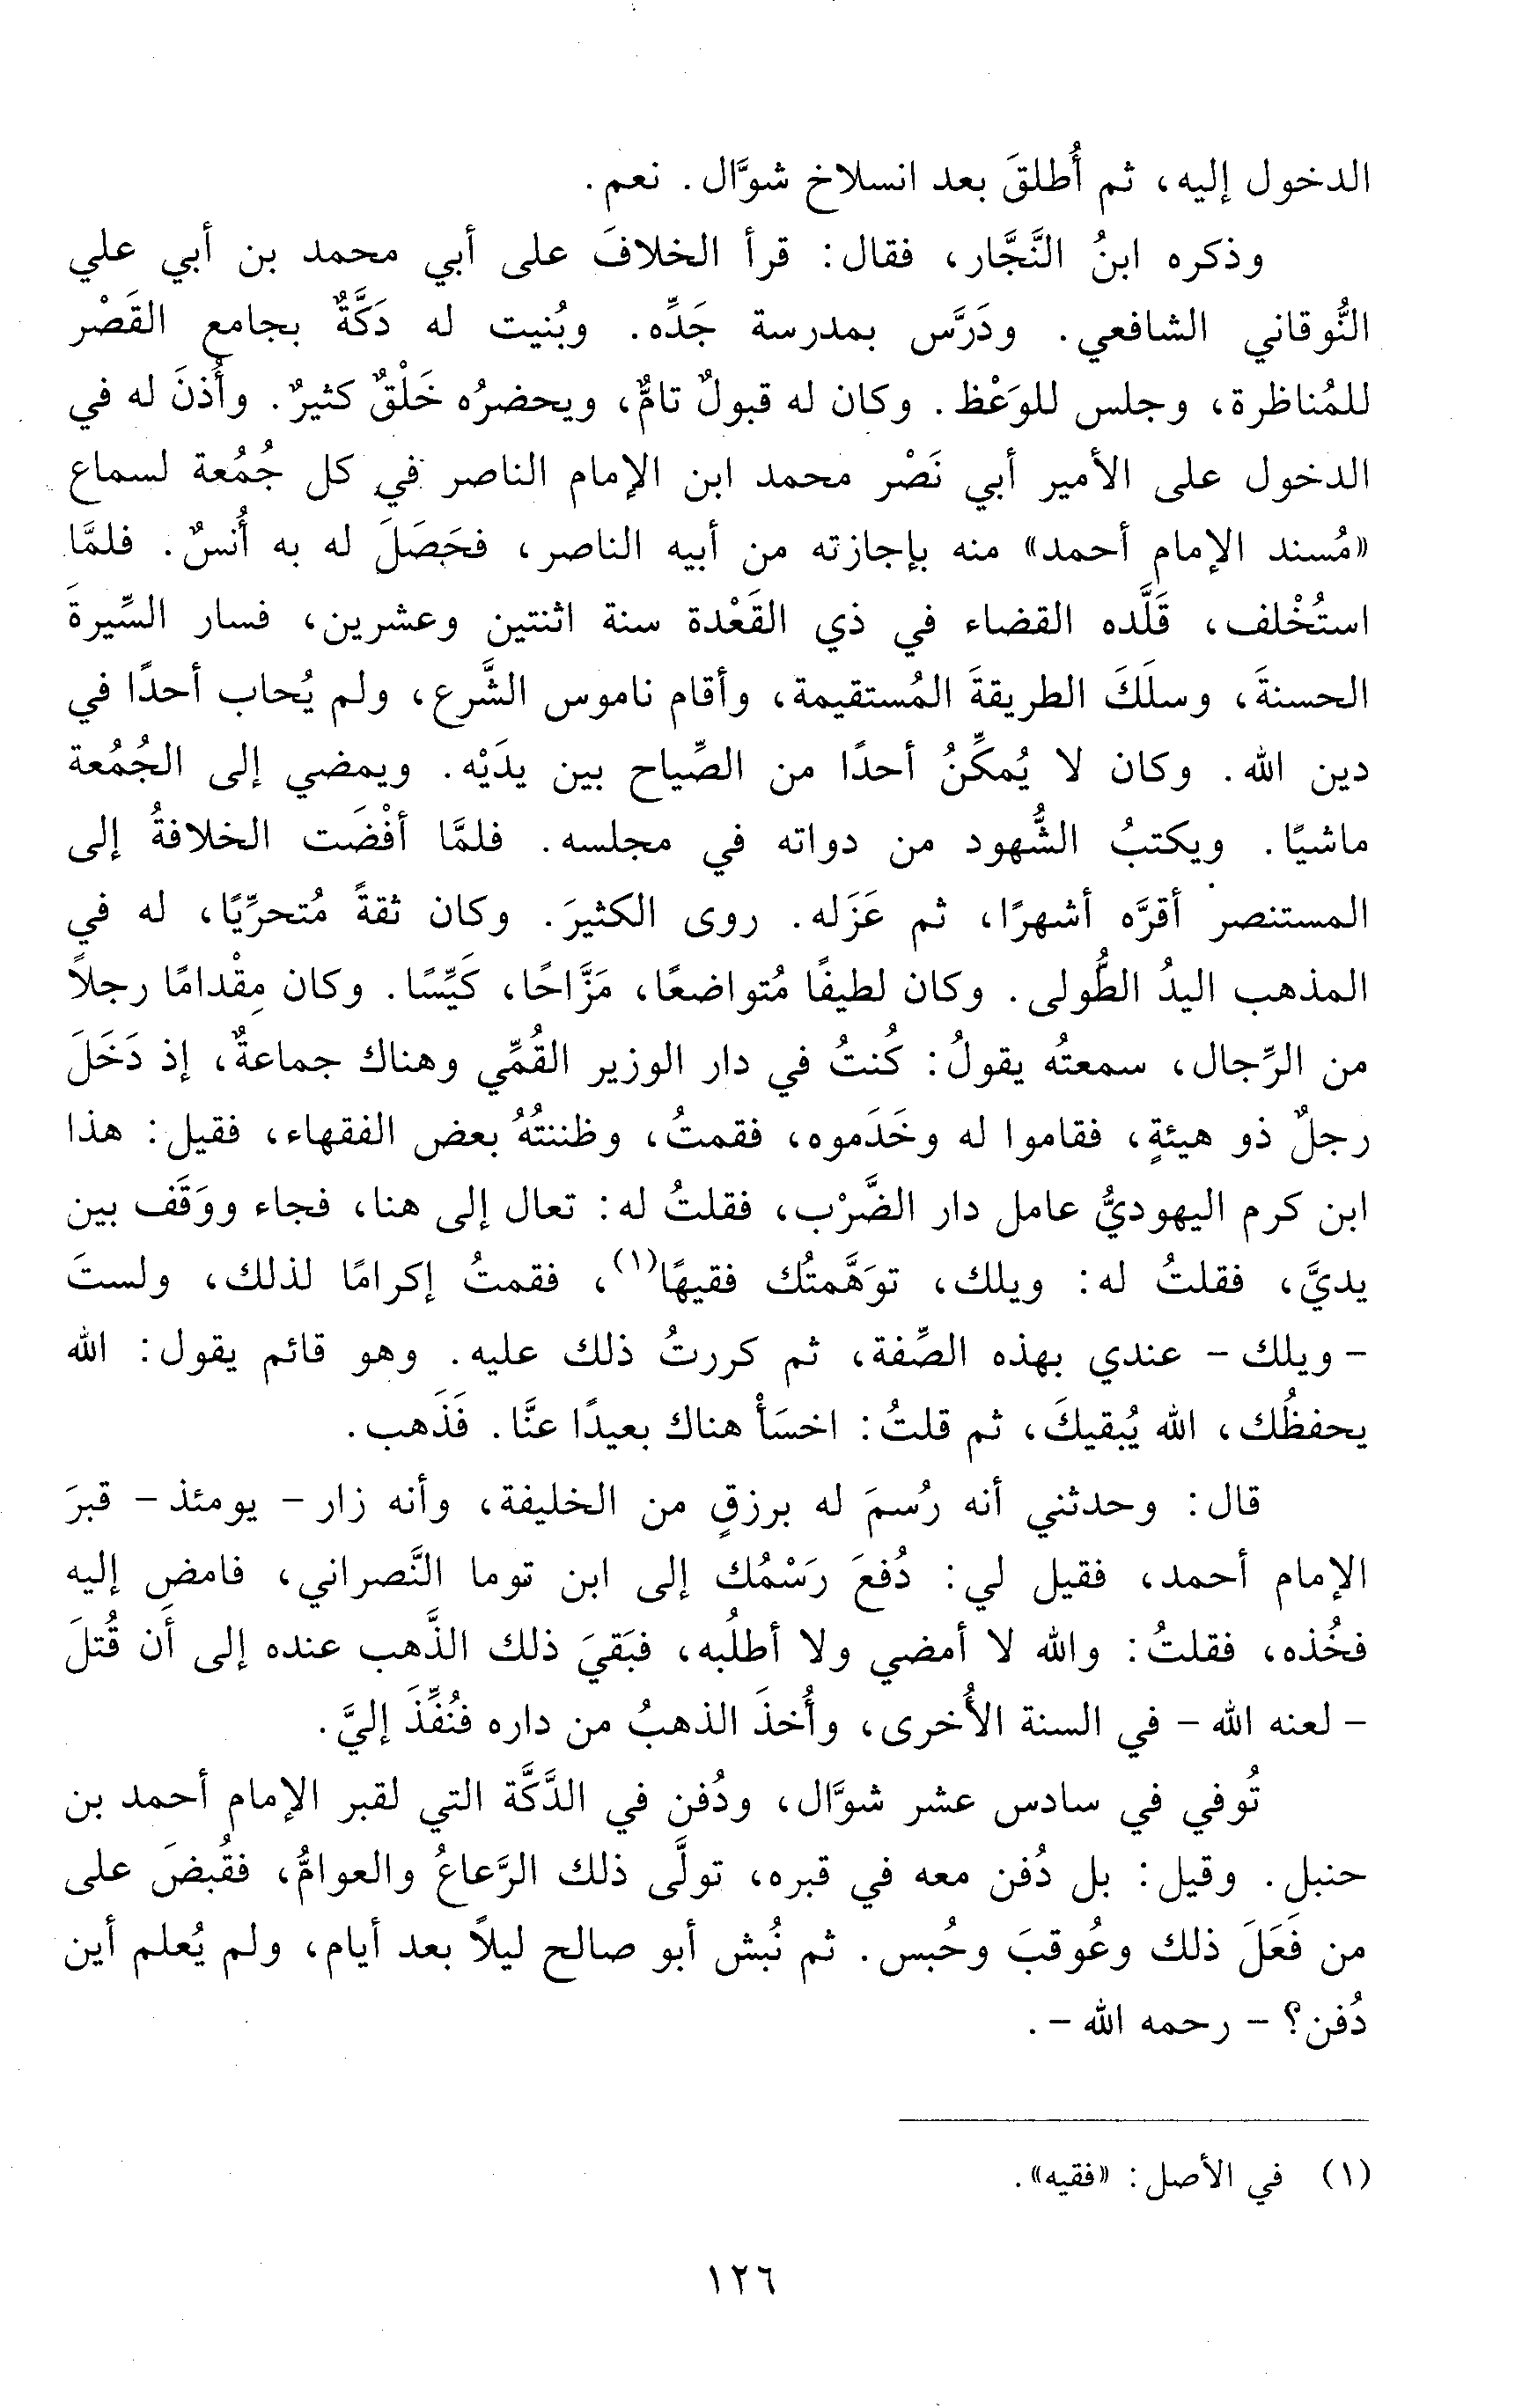 الدخول إليه، ثم أُطلقَ بعد انسلاخ شوَّال. نعم.
وذكره ابنُ النَّجَّار، فقال: قرأ الخلافَ على أبي محمد بن أبي علي
النُّوقاني الشافعي. ودَرَّس بمدرسة جَدِّه. وبُنيت له دَكَّةٌ بجامع القَصْر
للمُناظرة، وجلس للوَعْظ. وكان له قبولٌ تامٌّ، ويحضرُه خَلْقٌ كثيرٌ. وأُذنَ له في
الدخول على الأمير أبي نَصْر محمد ابن الإمام الناصر في كل جُمُعة لسماع
«مُسند الإمام أحمد» منه بإجازته من أبيه الناصر، فحَصَلَ له به أُنسٌ. فلمَّا
استُخْلف، قَلَّده القضاء في ذي القَعْدة سنة اثنتين وعشرين، فسار السِّيرةَ
الحسنةَ، وسلَكَ الطريقةَ المُستقيمة، وأقام ناموس الشَّرع، ولم يُحاب أحدًا في
دين الله. وكان لا يُمكِّنُ أحدًا من الصِّياح بين يدَيْه. ويمضي إلى الجُمُعة
ماشيًا. ويكتبُ الشُّهود من دواته في مجلسه. فلمَّا أفْضَت الخلافةُ إلى
المستنصر أقرَّه أشهرًا، ثم عَزَله. روى الكثيرَ. وكان ثقةً مُتحرِّيًا، له في
المذهب اليدُ الطُّولى. وكان لطيفًا مُتواضعًا، مَزَّاحًا، كَيِّسًا. وكان مِقْدامًا رجلاً
من الرِّجال، سمعتُه يقولُ: كُنتُ في دار الوزير القُمِّي وهناك جماعةٌ، إذ دَخَلَ
رجلٌ ذو هيئةٍ، فقاموا له وخَدَموه، فقمتُ، وظننتُهُ بعض الفقهاء، فقيل: هذا
ابن كرم اليهوديُّ عامل دار الضَّرْب، فقلتُ له: تعال إلى هنا، فجاء ووَقَف بين
يديَّ، فقلتُ له: ويلك، توَهَّمتُك فقيهًا(١)، فقمتُ إكرامًا لذلك، ولستَ
- ويلك - عندي بهذه الصِّفة، ثم كررتُ ذلك عليه. وهو قائم يقول: الله
يحفظُك، الله يُبقيكَ، ثم قلتُ: اخسَأْ هناك بعيدًا عنَّا. فَذَهب.
قال: وحدثني أنه رُسمَ له برزقٍ من الخليفة، وأنه زار - يومئذ - قبرَ
الإمام أحمد، فقيل لي: دُفعَ رَسْمُك إلى ابن توما النَّصراني، فامضِ إليه
فخُذه، فقلتُ: والله لا أمضي ولا أطلُبه، فبَقيَ ذلك الذَّهب عنده إلى أَن قُتلَ
- لعنه الله - في السنة الأُخرى، وأُخذَ الذهبُ من داره فنُفِّذَ إليَّ.
تُوفي في سادس عشر شوَّال، ودُفن في الدَّكَّة التي لقبر الإمام أحمد بن
حنبل. وقيل: بل دُفن معه في قبره، تولَّى ذلك الرَّعاعُ والعوامُّ، فقُبضَ على
من فَعَلَ ذلك وعُوقبَ وحُبس. ثم نُبش أبو صالح ليلاً بعد أيام، ولم يُعلم أين
دُفن؟ - رحمه الله -.
(١) في الأصل: «فقيه».
١٢٦